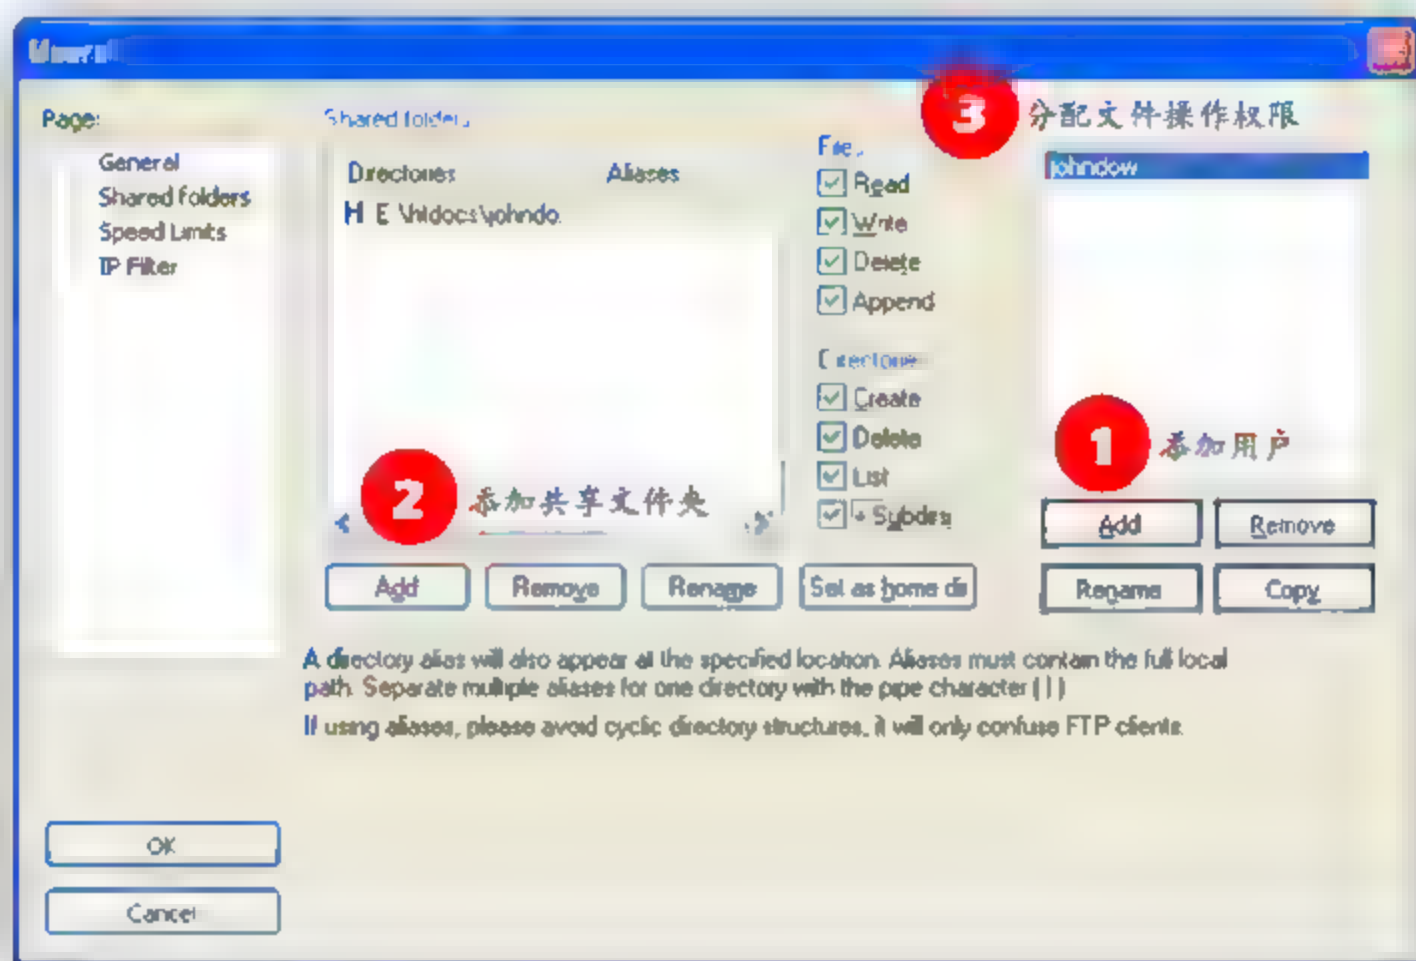 Page:
General
Shared folders
Speed Limits
IP Filter
Shared folders
Directories Aliases
H E:\htdocs\johndo
Files
Read
Write
Delete
Append
Directories
Create
Delete
List
+ Subdirs
3 分配文件操作权限
johndow
1 添加用户
Add Remove
Rename Copy
2 添加共享文件夹
Add Remove Rename Set as home dir
A directory alias will also appear at the specified location. Aliases must contain the full local
path. Separate multiple aliases for one directory with the pipe character ( | )
If using aliases, please avoid cyclic directory structures, it will only confuse FTP clients.
OK
Cancel